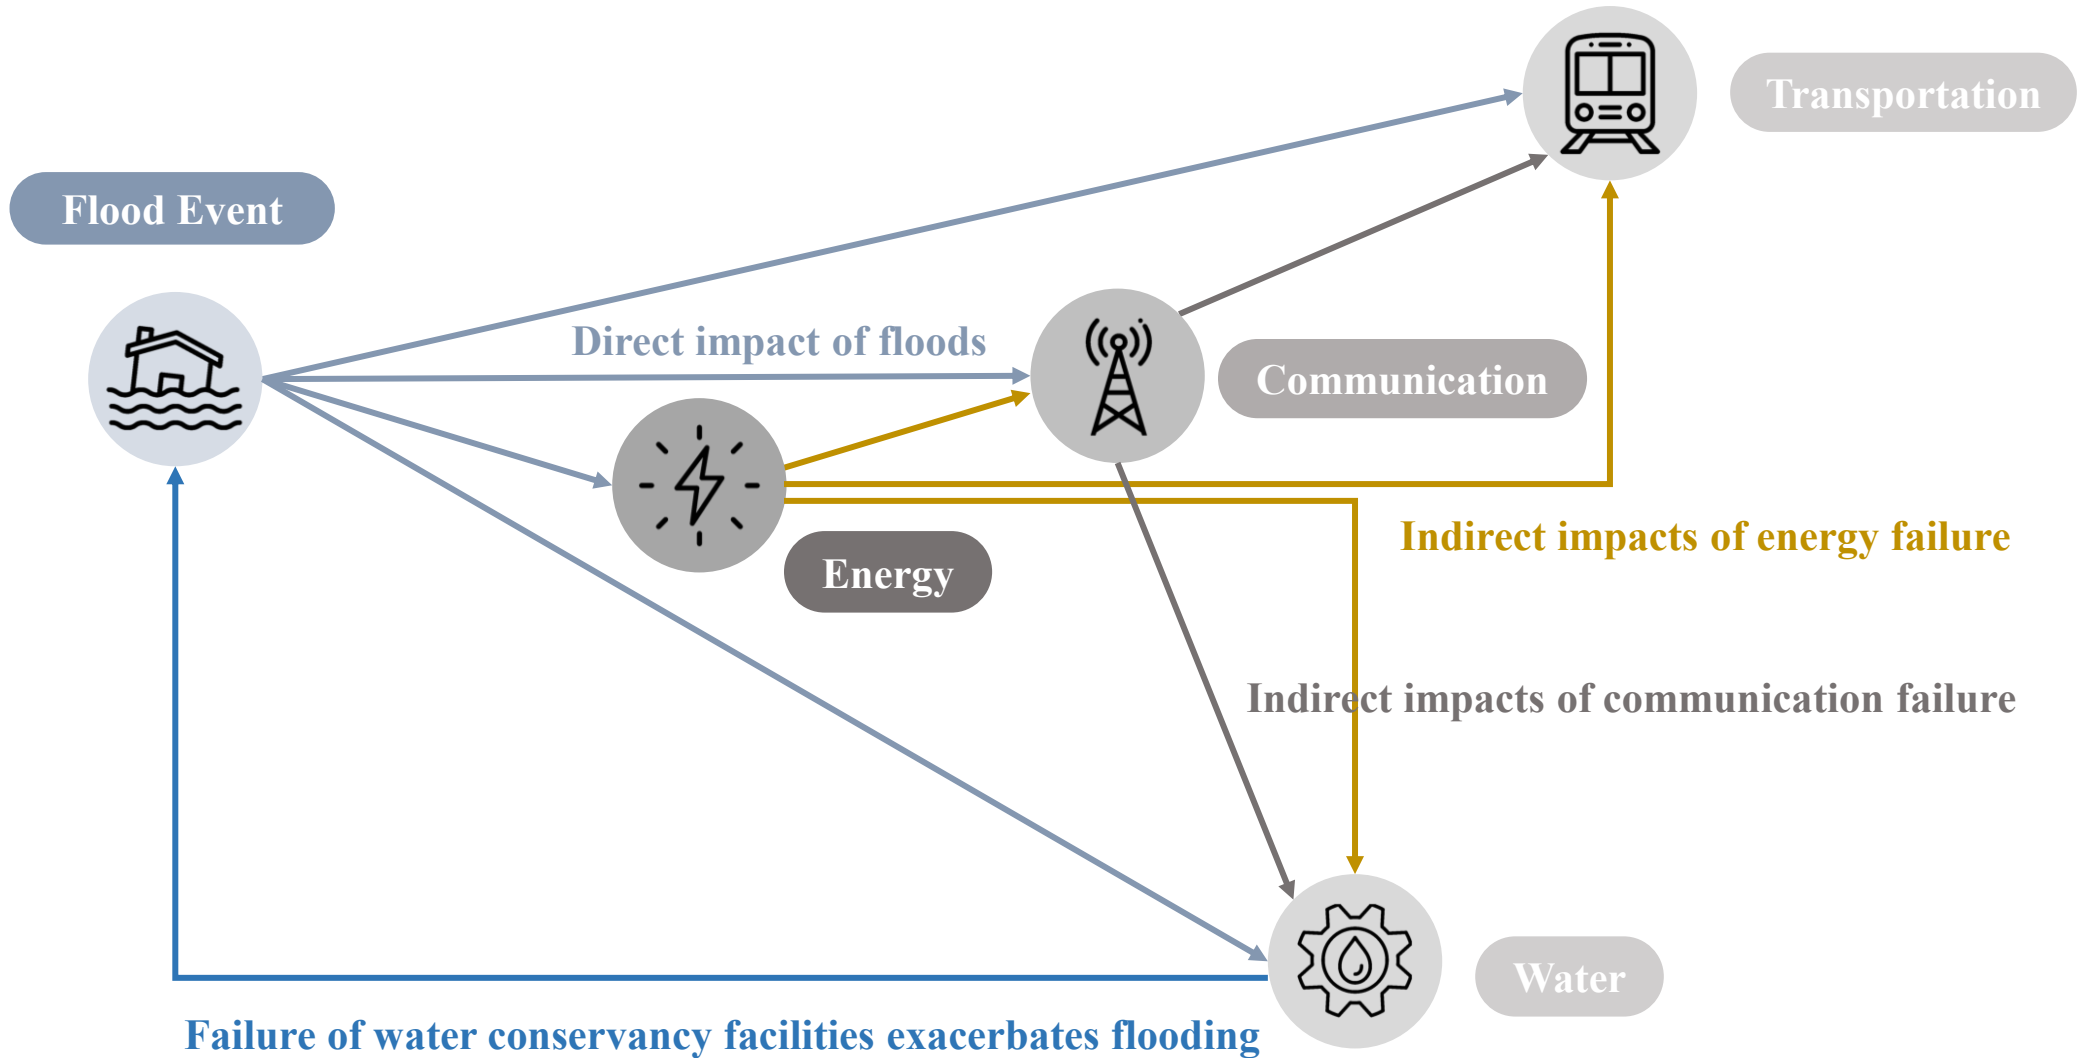 Transportation
Flood Event
Direct impact of floods
Communication
Indirect impacts of energy failure
Energy
Indirect impacts of communication failure
Water
Failure of water conservancy facilities exacerbates flooding